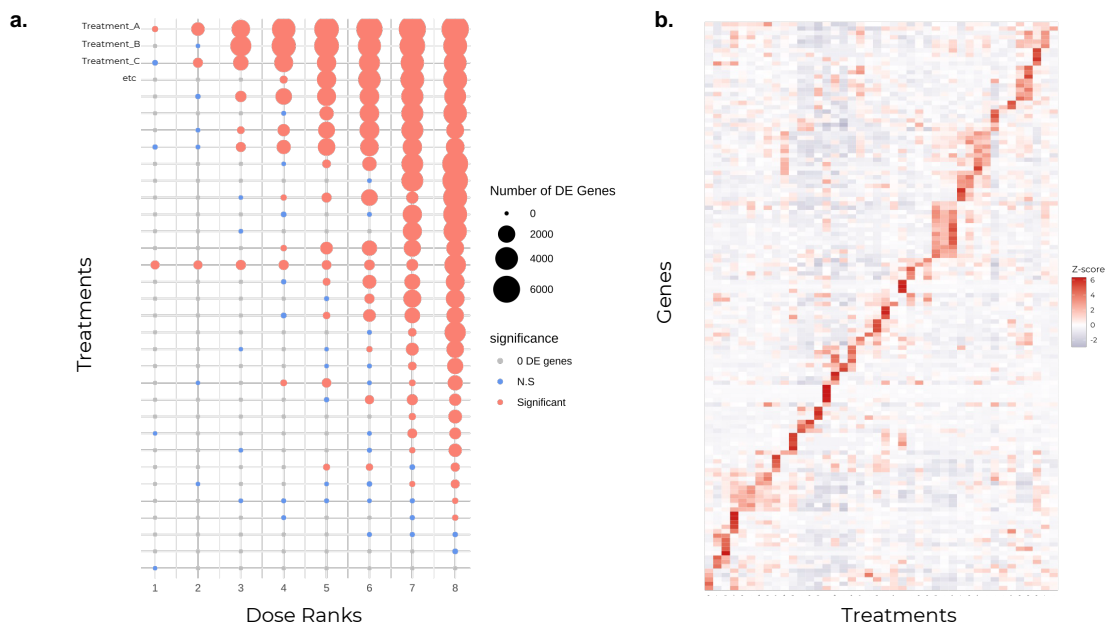 a.
Treatment_A
Treatment_B
Treatment_C
etc
Treatments
1 2 3 4 5 6 7 8
Dose Ranks
Number of DE Genes
0
2000
4000
6000
significance
0 DE genes
N.S
Significant
b.
Genes
Treatments
Z-score
6
4
2
0
-2